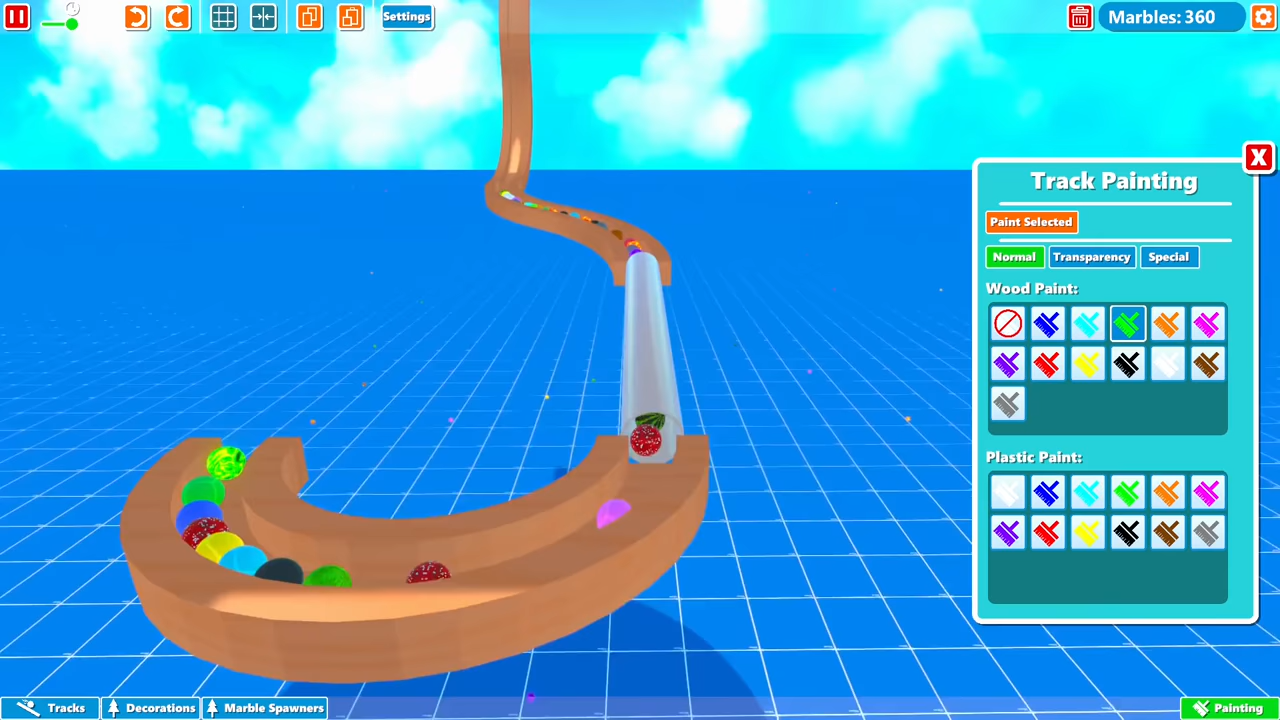 Settings
Marbles: 360
X
Track Painting
Paint Selected
Normal Transparency Special
Wood Paint:
Plastic Paint:
Tracks Decorations Marble Spawners
Painting